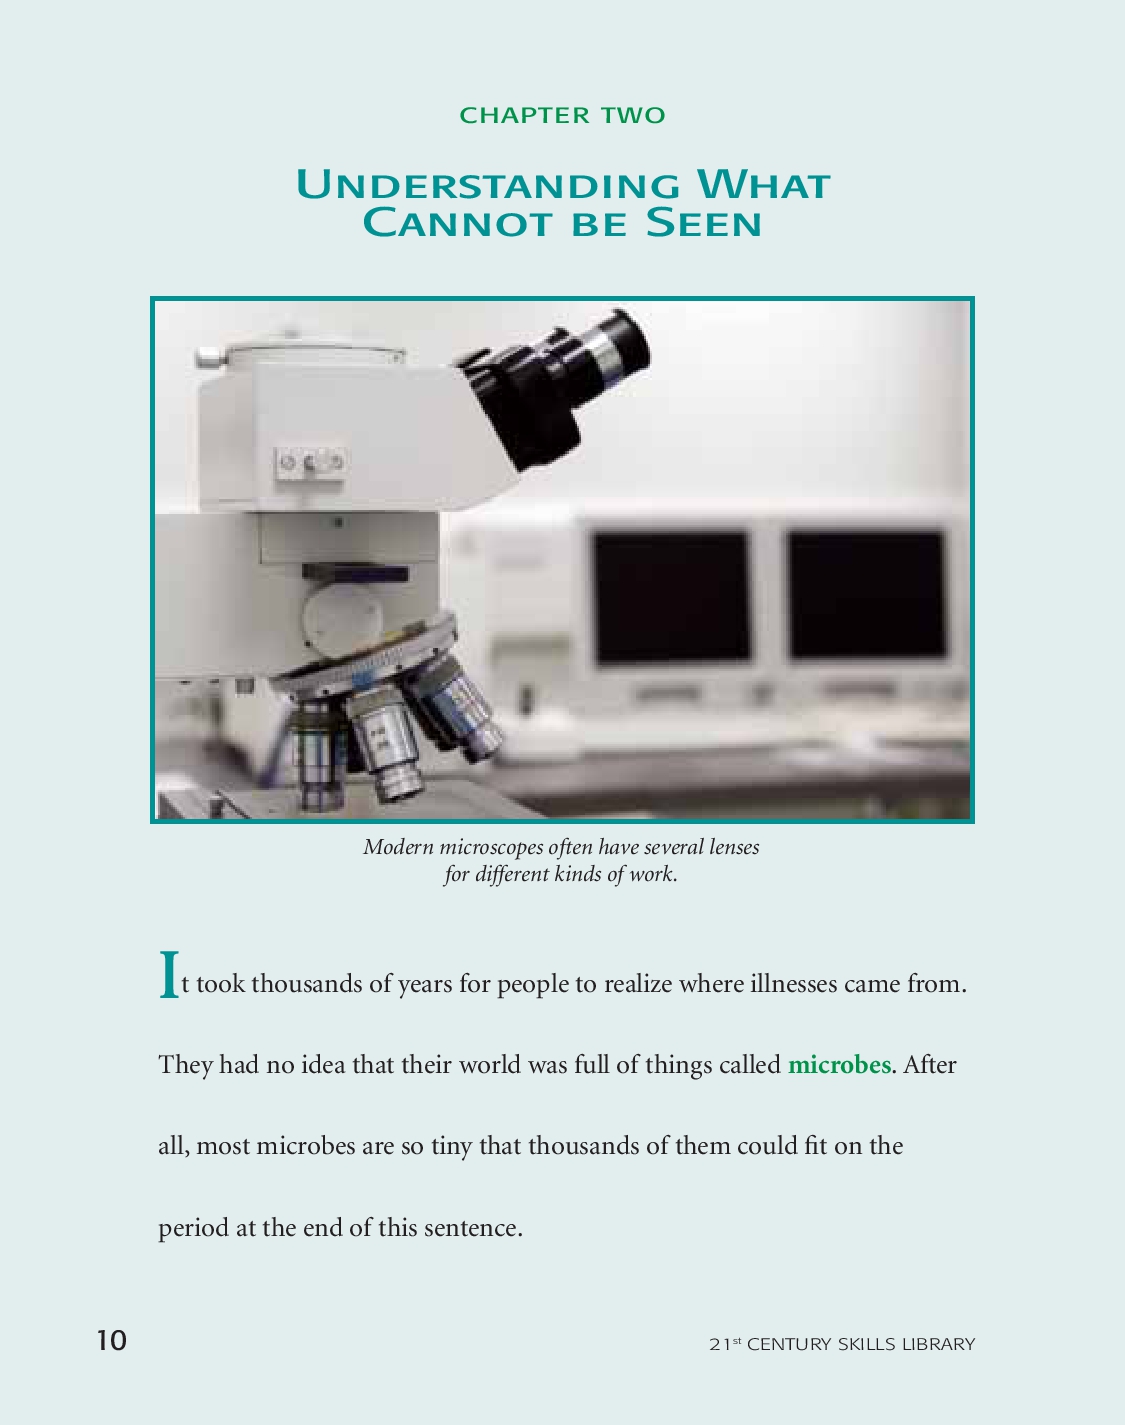 CHAPTER TWO
UNDERSTANDING WHAT
CANNOT BE SEEN
Modern microscopes often have several lenses
for different kinds of work.
It took thousands of years for people to realize where illnesses came from.
They had no idea that their world was full of things called microbes. After
all, most microbes are so tiny that thousands of them could fit on the
period at the end of this sentence.
10
21st CENTURY SKILLS LIBRARY